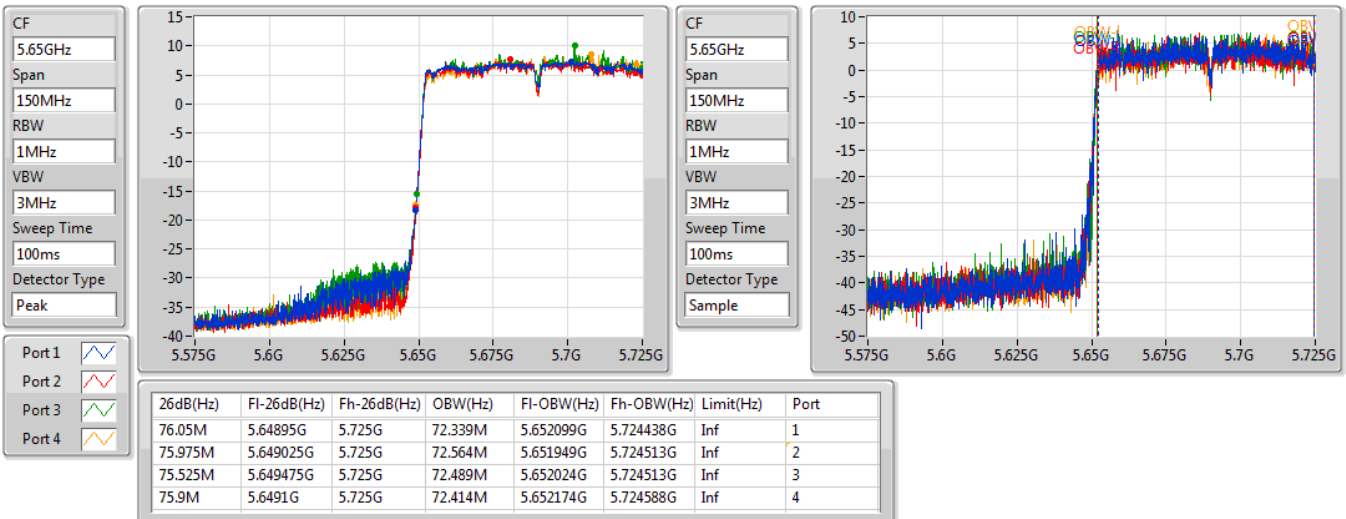 CF
5.65GHz
Span
150MHz
RBW
1MHz
VBW
3MHz
Sweep Time
100ms
Detector Type
Peak
Port 1
Port 2
Port 3
Port 4
15
10
5
0
-5
-10
-15
-20
-25
-30
-35
-40
5.575G 5.6G 5.625G 5.65G 5.675G 5.7G 5.725G
CF
5.65GHz
Span
150MHz
RBW
1MHz
VBW
3MHz
Sweep Time
100ms
Detector Type
Sample
10
5
0
-5
-10
-15
-20
-25
-30
-35
-40
-45
-50
5.575G 5.6G 5.625G 5.65G 5.675G 5.7G 5.725G
26dB(Hz) Fl-26dB(Hz) Fh-26dB(Hz) OBW(Hz) Fl-OBW(Hz) Fh-OBW(Hz) Limit(Hz) Port
76.05M 5.64895G 5.725G 72.339M 5.652099G 5.724438G Inf 1
75.975M 5.649025G 5.725G 72.564M 5.651949G 5.724513G Inf 2
75.525M 5.649475G 5.725G 72.489M 5.652024G 5.724513G Inf 3
75.9M 5.6491G 5.725G 72.414M 5.652174G 5.724588G Inf 4